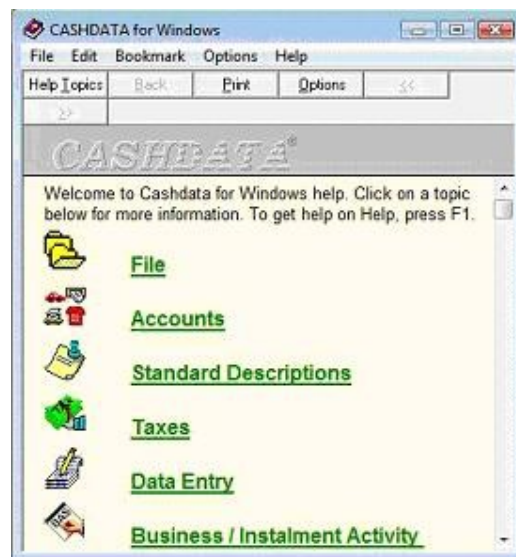 CASHDATA for Windows
File Edit Bookmark Options Help
Help Topics Back Print Options <<
>>
CASHDATA®
Welcome to Cashdata for Windows help. Click on a topic
below for more information. To get help on Help, press F1.
File
Accounts
Standard Descriptions
Taxes
Data Entry
BAS
Business / Instalment Activity